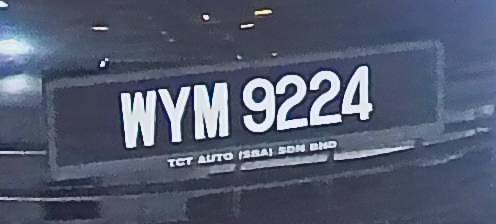 WYM 9224
TCT AUTO (SBA) SDN BHD